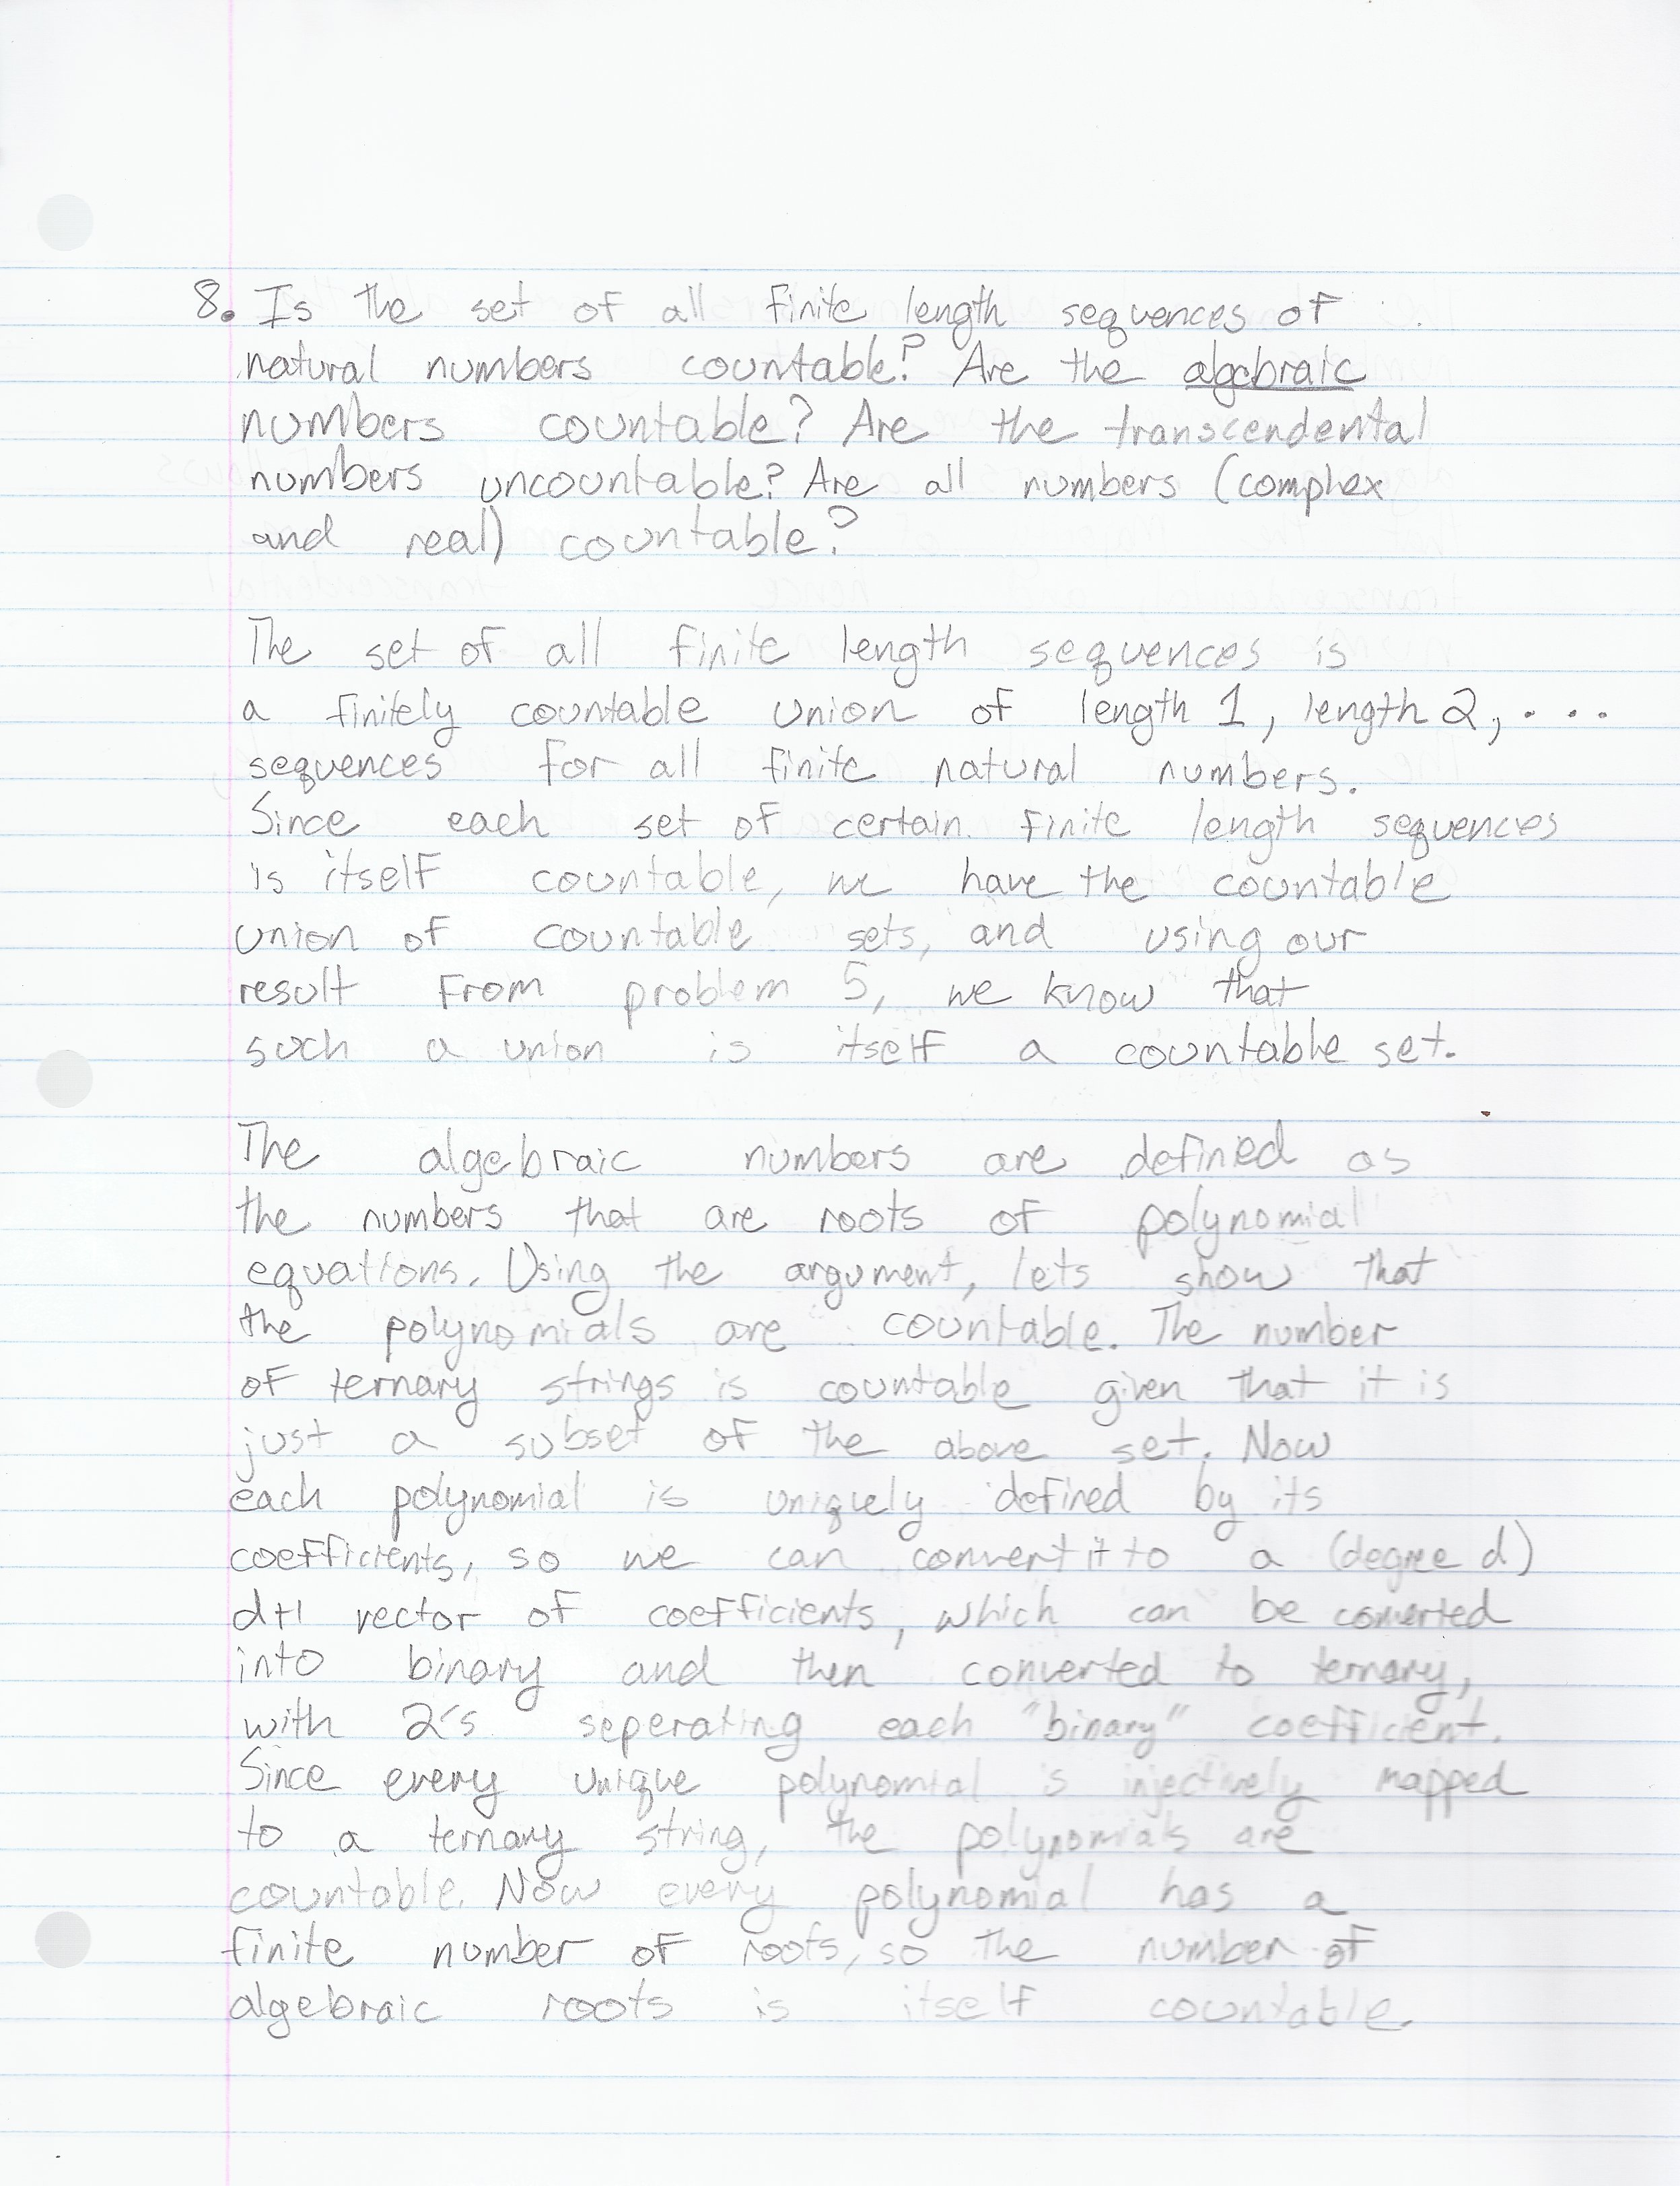 8. Is the set of all finite length sequences of
natural numbers countable? Are the algebraic
numbers countable? Are the transcendental
numbers uncountable? Are all numbers (complex
and real) countable?
The set of all finite length sequences is
a finitely countable union of length 1, length 2, ....
sequences for all finite natural numbers.
Since each set of certain finite length sequences
is itself countable, we have the countable
union of countable sets, and using our
result from problem 5, we know that
such a union is itself a countable set.
The algebraic numbers are defined as
the numbers that are roots of polynomial
equations. Using the argument, lets show that
the polynomials are countable. The number
of ternary strings is countable given that it is
just a subset of the above set. Now
each polynomial is uniquely defined by its
coefficients, so we can convert it to a (degree d)
d+1 vector of coefficients, which can be converted
into binary and then converted to ternary,
with 2's seperating each "binary" coefficient.
Since every unique polynomial is injectively mapped
to a ternary string, the polynomials are
countable. Now every polynomial has a
finite number of roots, so the number of
algebraic roots is itself countable.